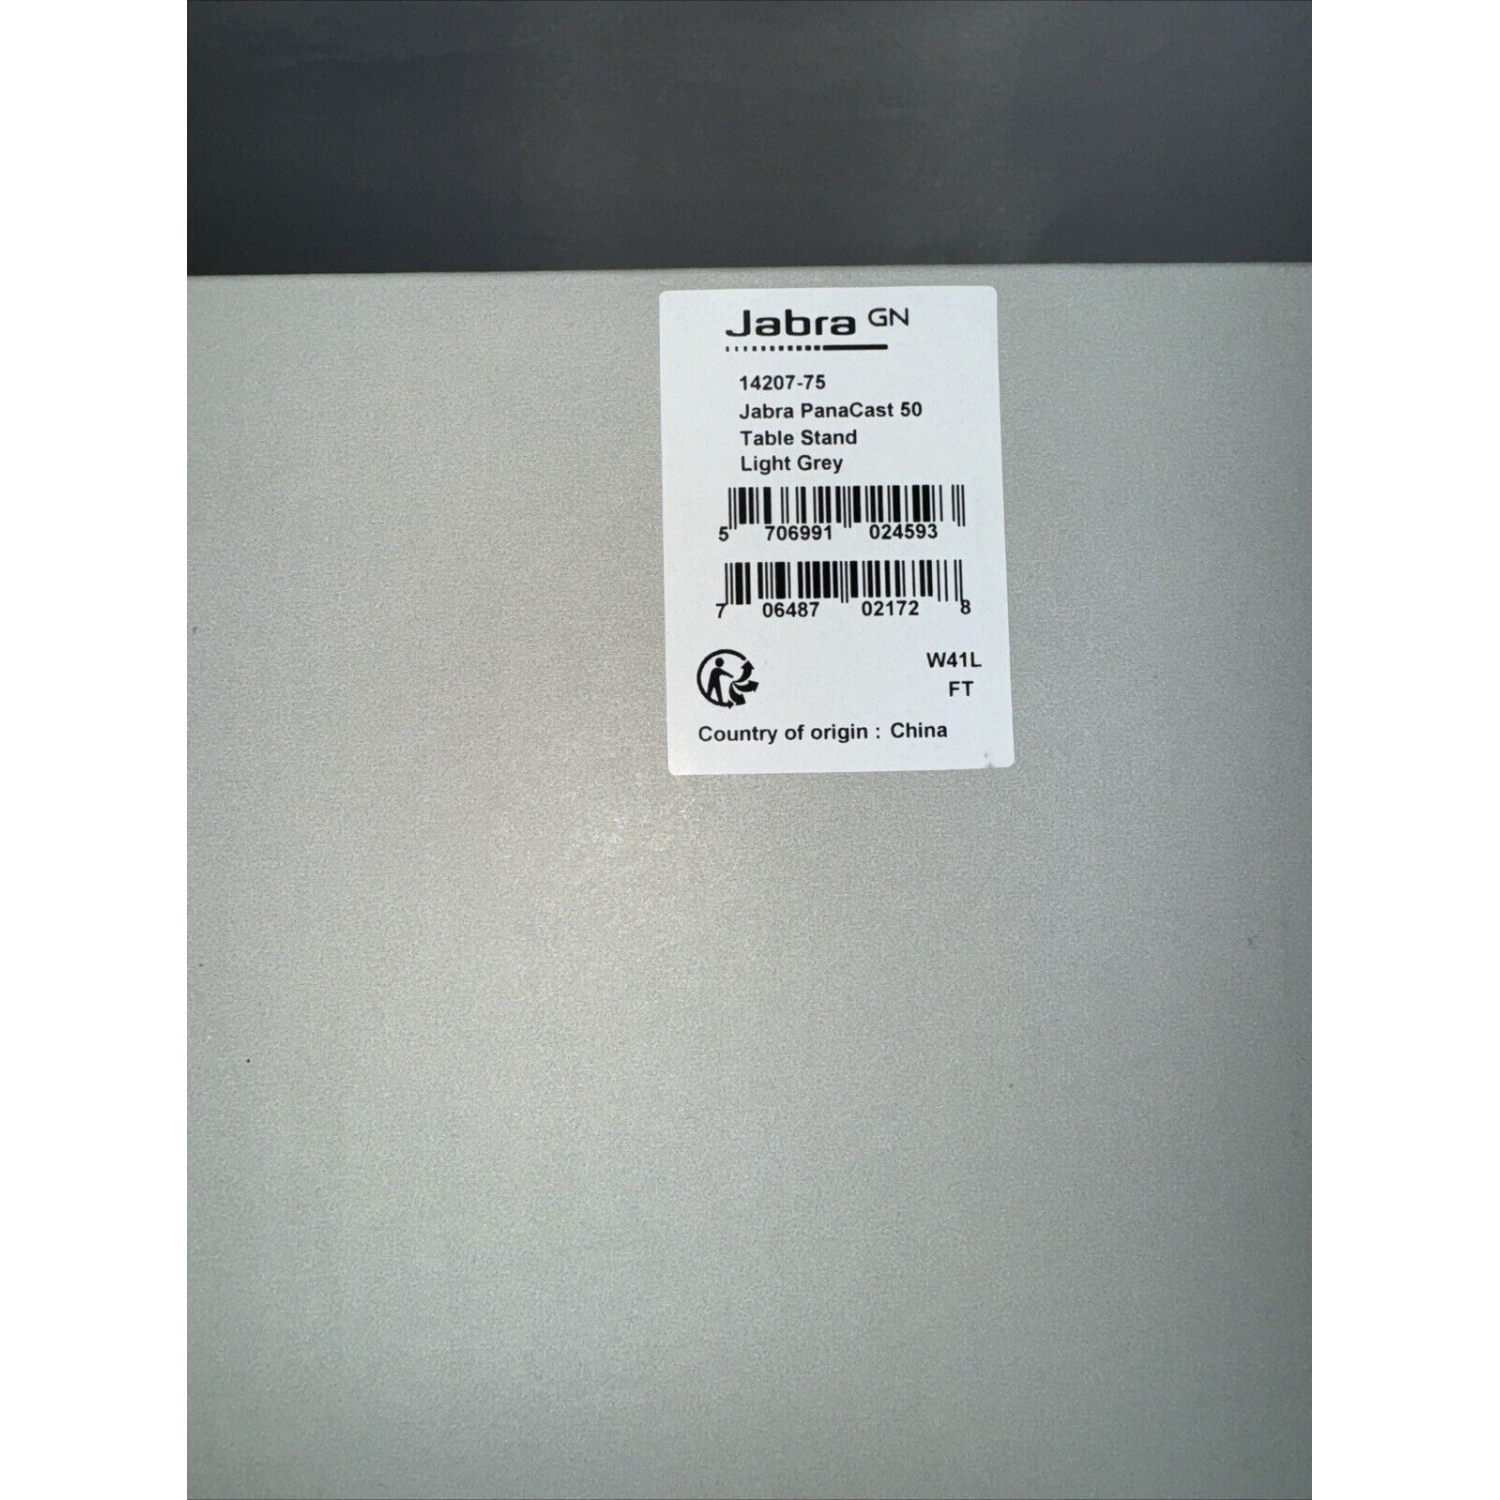 Jabra GN
14207-75
Jabra PanaCast 50
Table Stand
Light Grey
5 706991 024593
7 06487 02172 8
W41L
FT
Country of origin : China